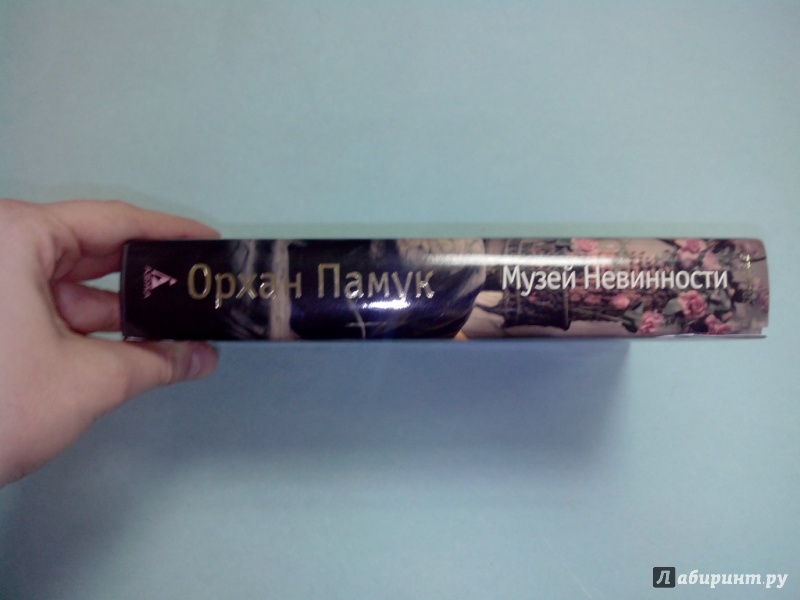 Орхан Памук
Музей Невинности
Лабиринт.ру